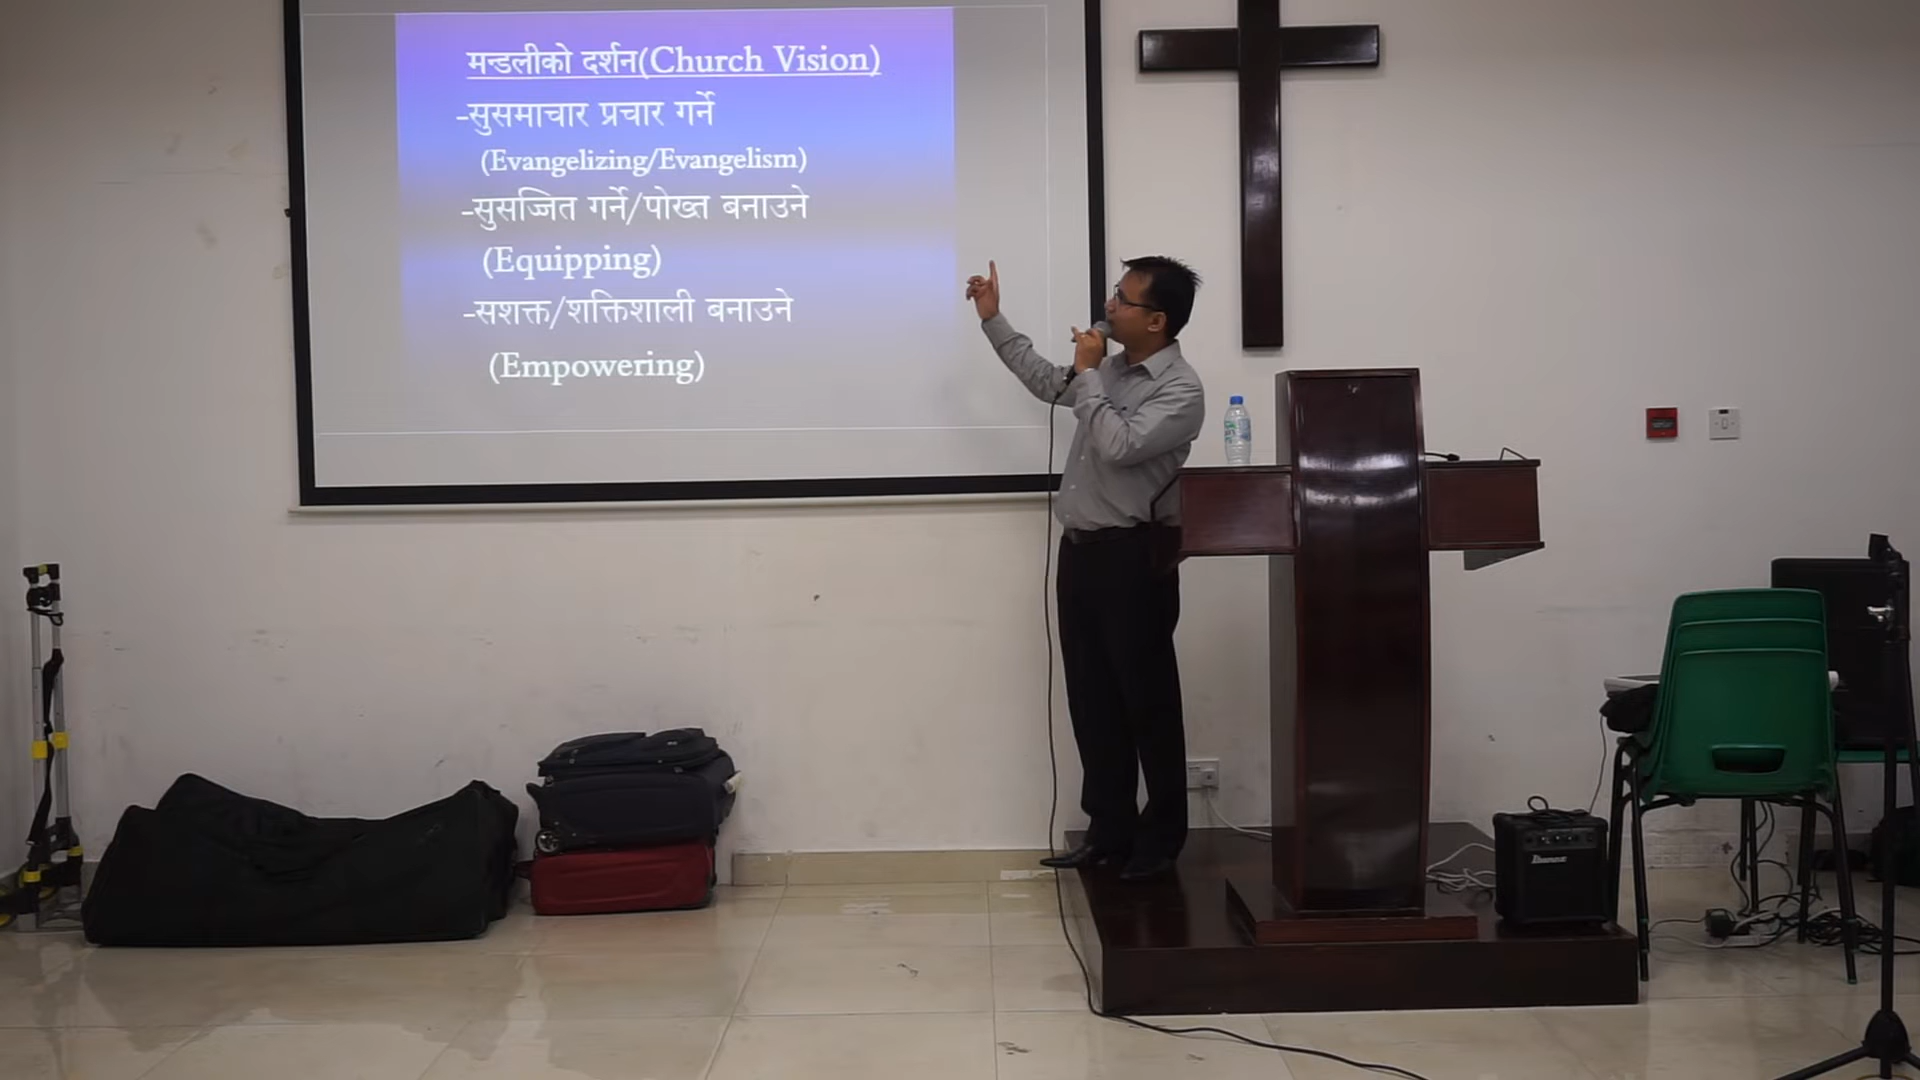 मन्डलीको दर्शन(Church Vision)
-सुसमाचार प्रचार गर्ने
(Evangelizing/Evangelism)
-सुसज्जित गर्ने/पोख्त बनाउने
(Equipping)
-सशक्त/शक्तिशाली बनाउने
(Empowering)
Ibanez